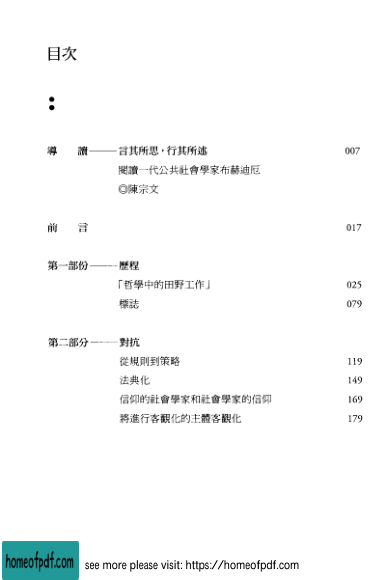 目次
:
導 讀——言其所思，行其所述 007
閱讀一代公共社會學家布赫迪厄
◎陳宗文
前 言 017
第一部份——歷程
「哲學中的田野工作」 025
標誌 079
第二部分——對抗
從規則到策略 119
法典化 149
信仰的社會學家和社會學家的信仰 169
將進行客觀化的主體客觀化 179
homeofpdf.com see more please visit: https://homeofpdf.com